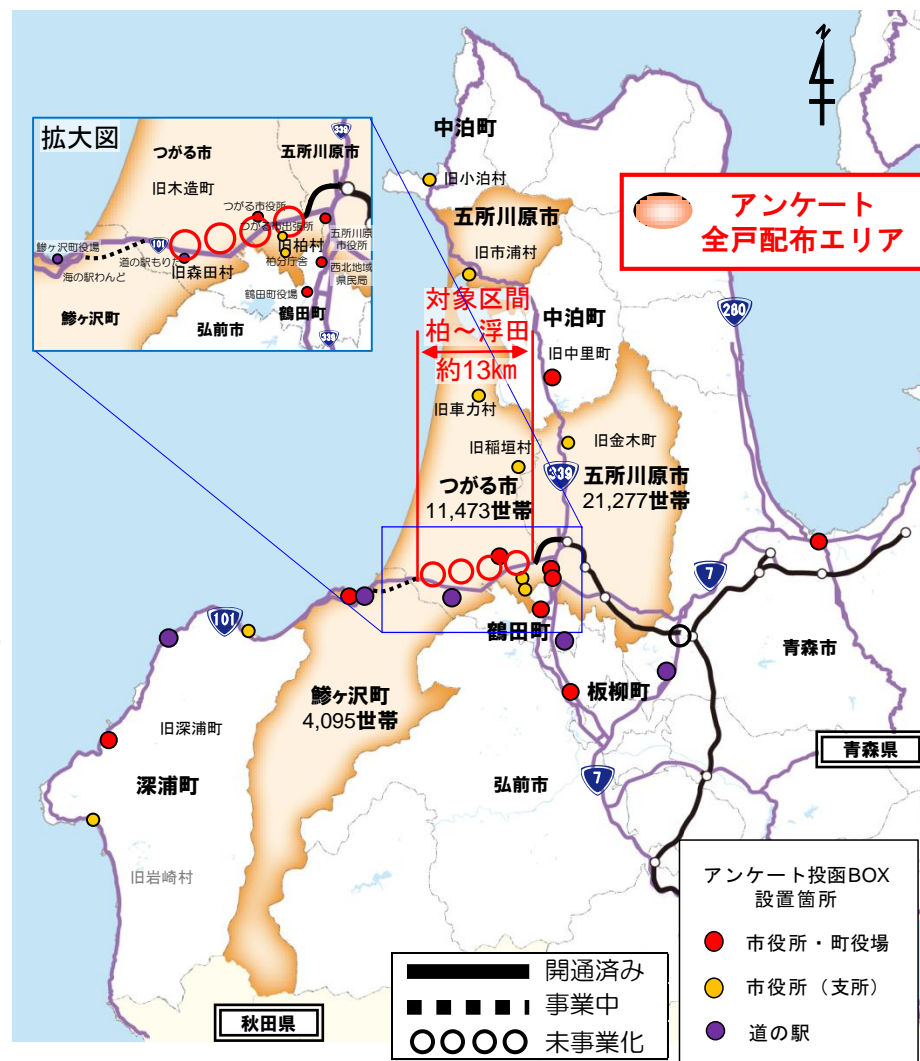 中泊町
旧小泊村
五所川原市
旧市浦村
アンケート
全戸配布エリア
拡大図
つがる市
五所川原市
339
旧木造町
つがる市役所
つがる市出張所
五所川原
市役所
鰺ヶ沢町役場
101
道の駅もりた
旧柏村
柏分庁舎
海の駅わんど
旧森田村
西北地域
県民局
鶴田町役場
鶴田町
鰺ヶ沢町
弘前市
339
対象区間
柏～浮田
約13km
280
中泊町
旧中里町
旧車力村
旧稲垣村
旧金木町
339
つがる市
11,473世帯
五所川原市
21,277世帯
7
101
鶴田町
青森市
板柳町
鰺ヶ沢町
4,095世帯
旧深浦町
深浦町
弘前市
7
青森県
旧岩崎村
秋田県
開通済み
事業中
未事業化
アンケート投函BOX
設置箇所
市役所・町役場
市役所（支所）
道の駅